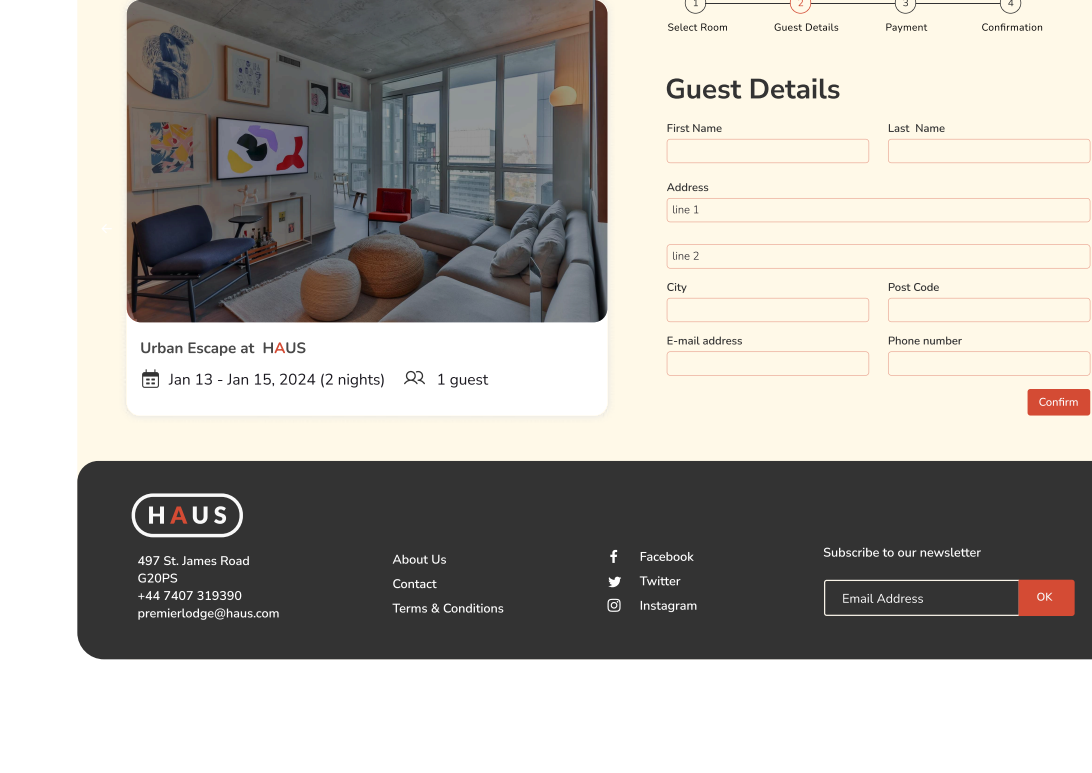 1 2 3 4
Select Room Guest Details Payment Confirmation
Guest Details
First Name Last Name
Address
line 1
line 2
City Post Code
E-mail address Phone number
Confirm
Urban Escape at HAUS
Jan 13 - Jan 15, 2024 (2 nights) 1 guest
HAUS
497 St. James Road
G20PS
+44 7407 319390
premierlodge@haus.com
About Us
Contact
Terms & Conditions
Facebook
Twitter
Instagram
Subscribe to our newsletter
Email Address OK